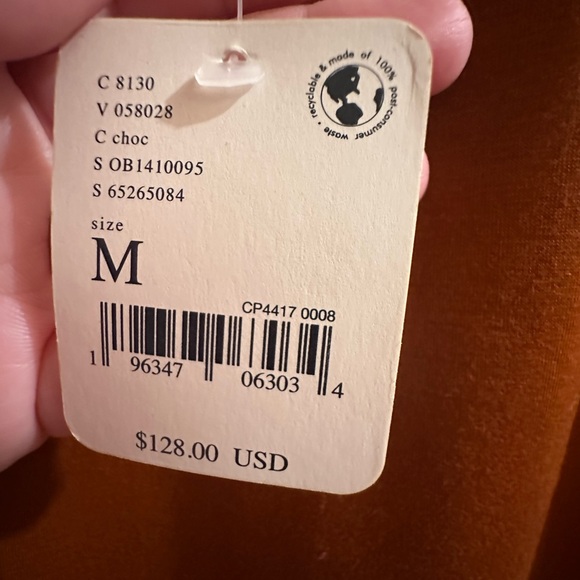 C 8130
V 058028
C choc
S OB1410095
S 65265084
recyclable & made of 100% post-consumer waste •
size
M
CP4417 0008
1 96347 06303 4
$128.00 USD